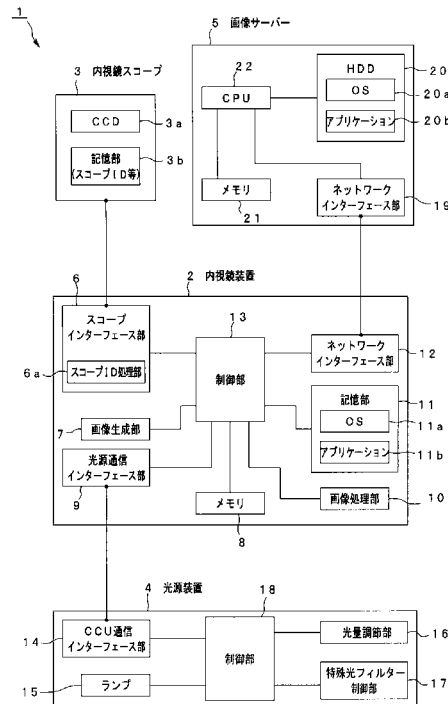 1
5 画像サーバー
3 内視鏡スコープ
CCD
3a
記憶部
(スコープID等)
3b
22
CPU
HDD
20
OS
20a
アプリケーション
20b
メモリ
21
ネットワーク
インターフェース部
19
2 内視鏡装置
6
スコープ
インターフェース部
6a
スコープID処理部
13
制御部
ネットワーク
インターフェース部
12
記憶部
11
OS
11a
アプリケーション
11b
7
画像生成部
光源通信
インターフェース部
9
メモリ
8
画像処理部
10
4 光源装置
14
CCU通信
インターフェース部
18
制御部
光量調節部
16
15
ランプ
特殊光フィルター
制御部
17